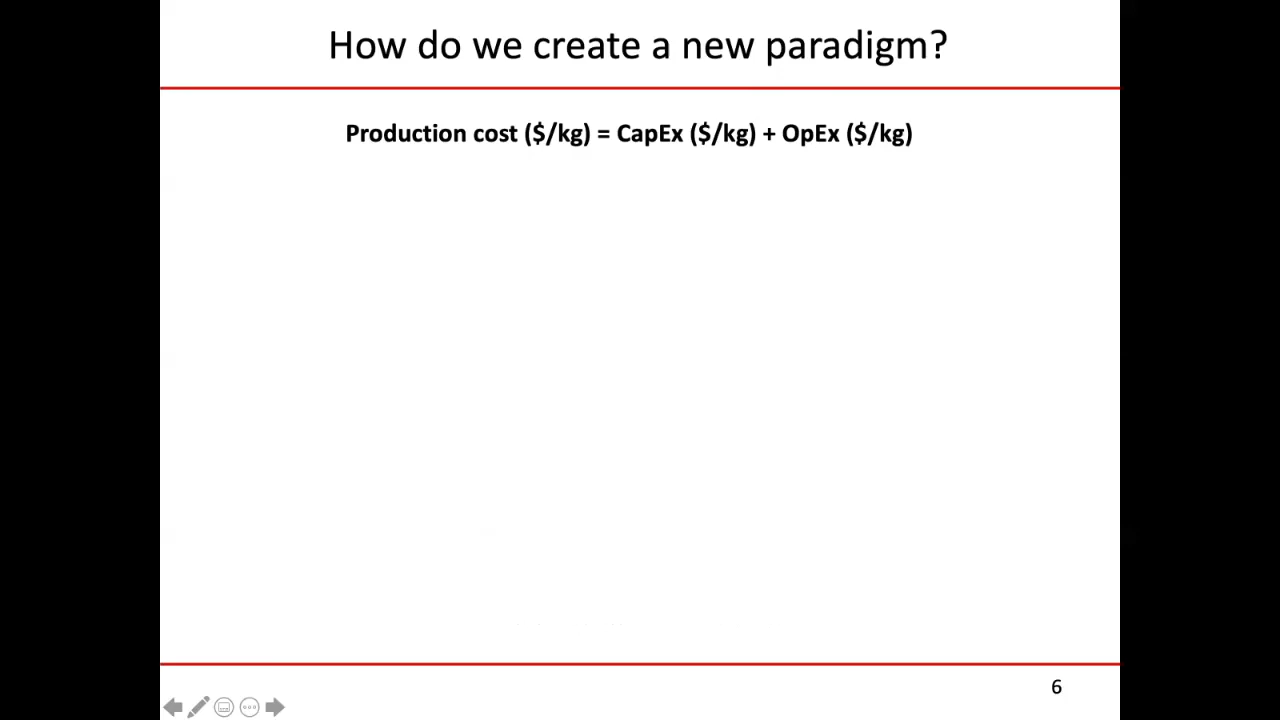 How do we create a new paradigm?
Production cost ($/kg) = CapEx ($/kg) + OpEx ($/kg)
6